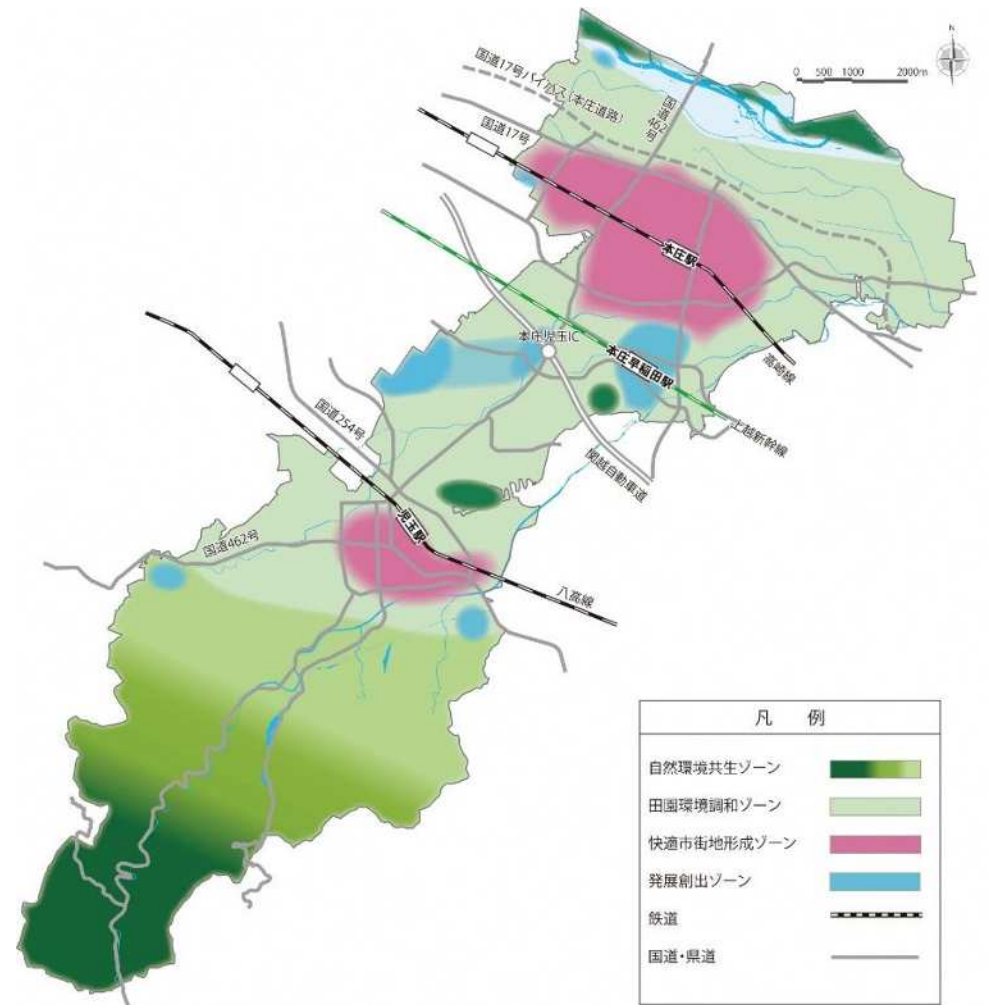 N
0 500 1000 2000m
国道17号バイパス（本庄道路）
国道462号
国道17号
本庄駅
本庄児玉IC
本庄早稲田駅
高崎線
上越新幹線
国道254号
関越自動車道
児玉駅
国道462号
八高線
凡 例
自然環境共生ゾーン
田園環境調和ゾーン
快適市街地形成ゾーン
発展創出ゾーン
鉄道
国道・県道